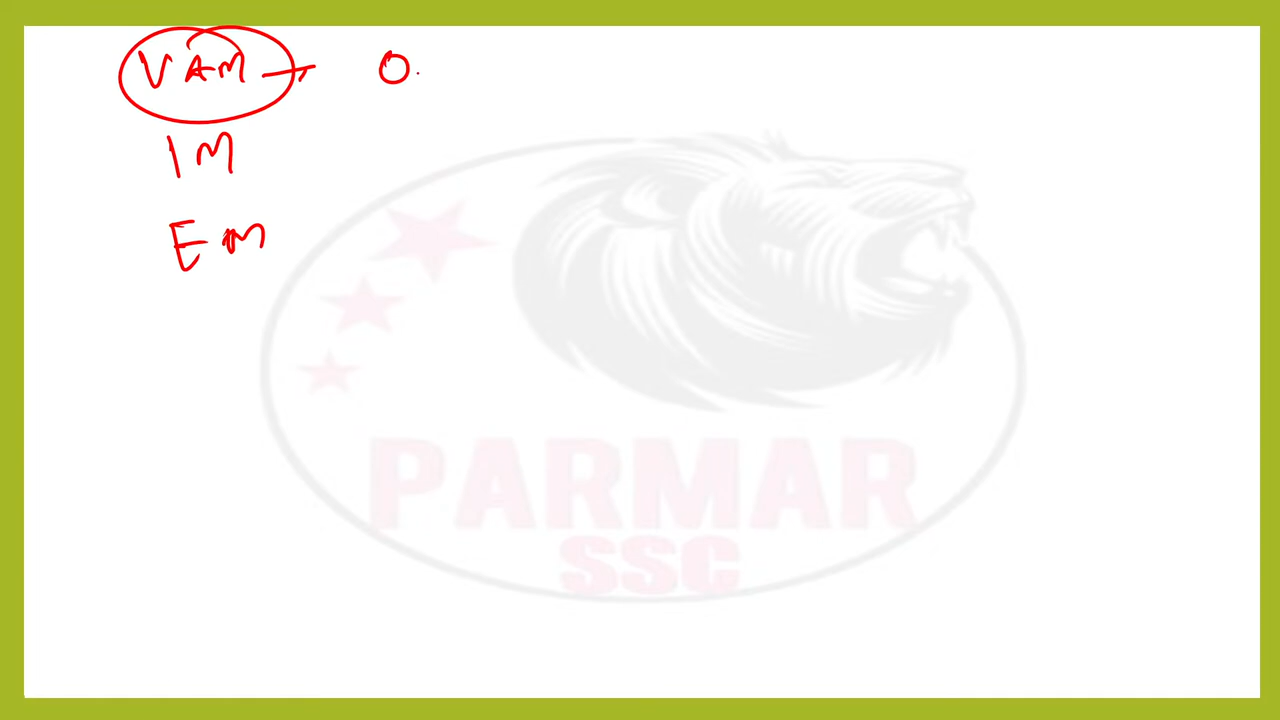 VAM → O.
IM
EM
PARMAR
SSC